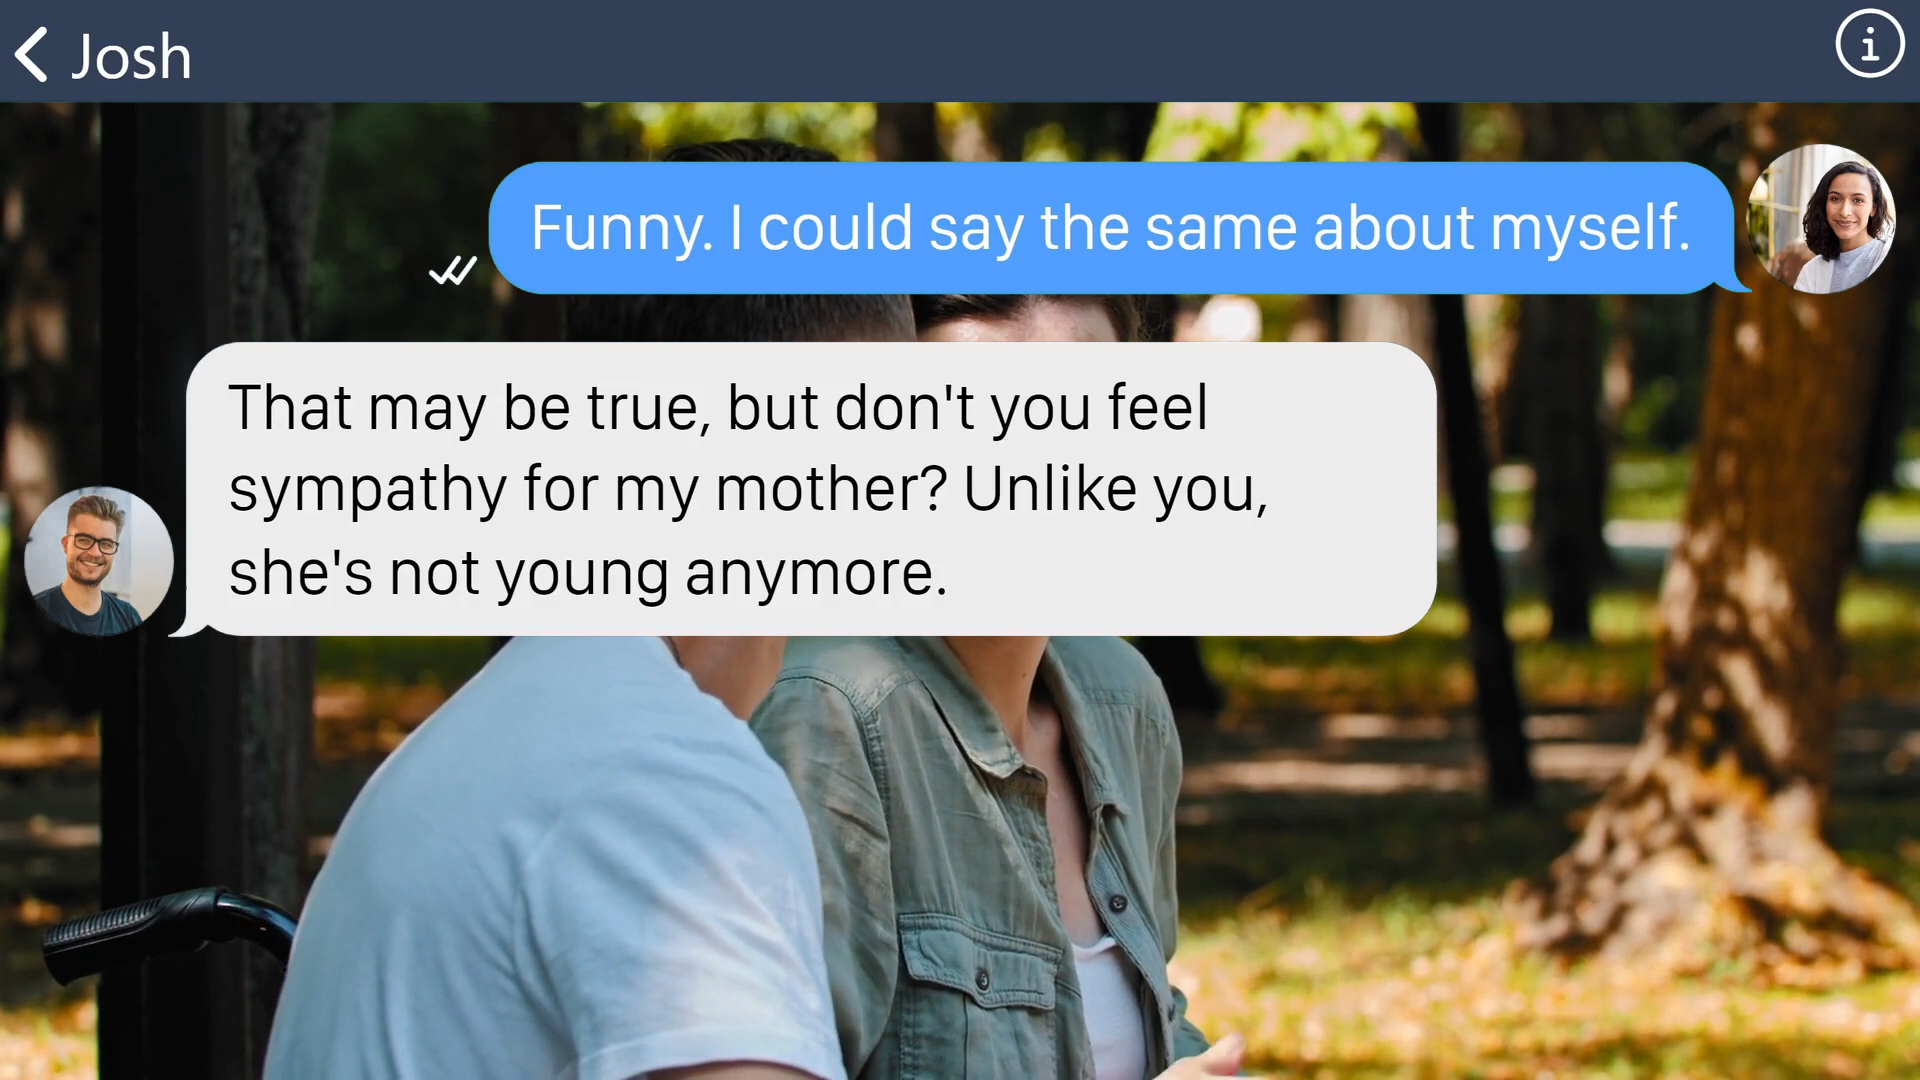 Josh
Funny. I could say the same about myself.
That may be true, but don't you feel
sympathy for my mother? Unlike you,
she's not young anymore.